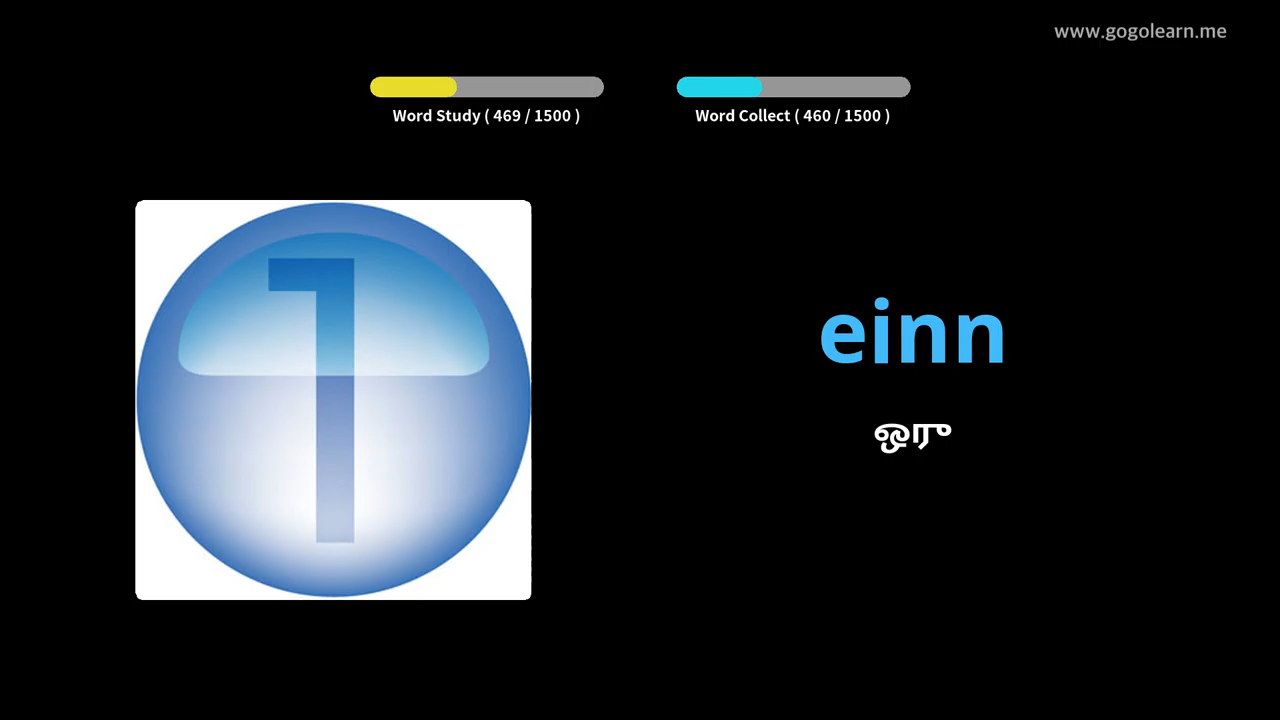 www.gogolearn.me
Word Study ( 469 / 1500 )
Word Collect ( 460 / 1500 )
1
einn
ஒரு